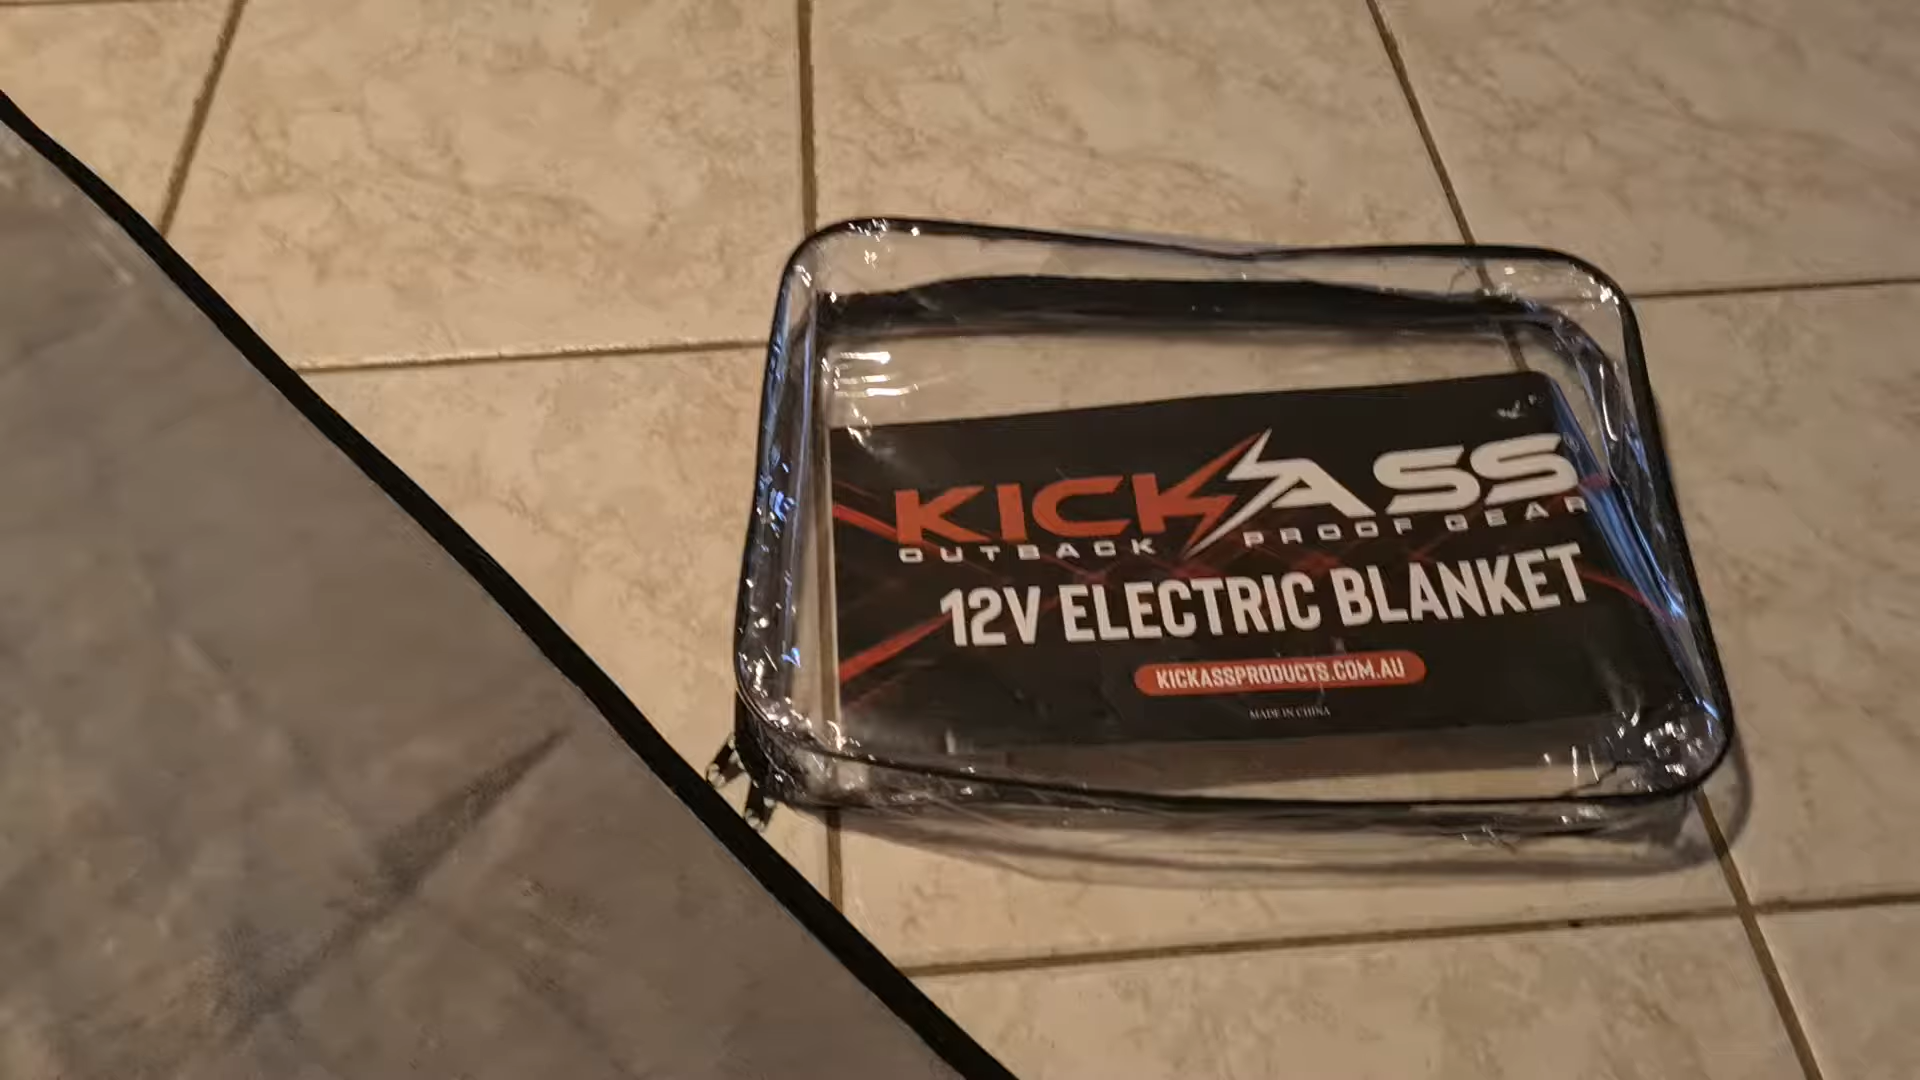 KICKASS®
OUTBACK PROOF GEAR
12V ELECTRIC BLANKET
KICKASSPRODUCTS.COM.AU
MADE IN CHINA